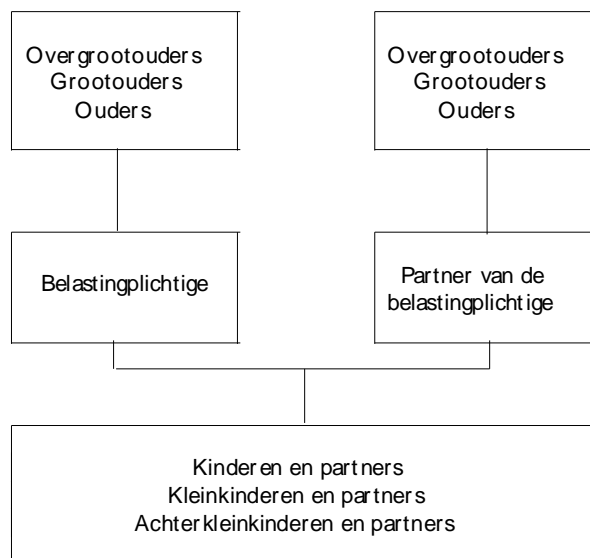 Overgrootouders
Grootouders
Ouders
Overgrootouders
Grootouders
Ouders
Belastingplichtige
Partner van de
belastingplichtige
Kinderen en partners
Kleinkinderen en partners
Achterkleinkinderen en partners